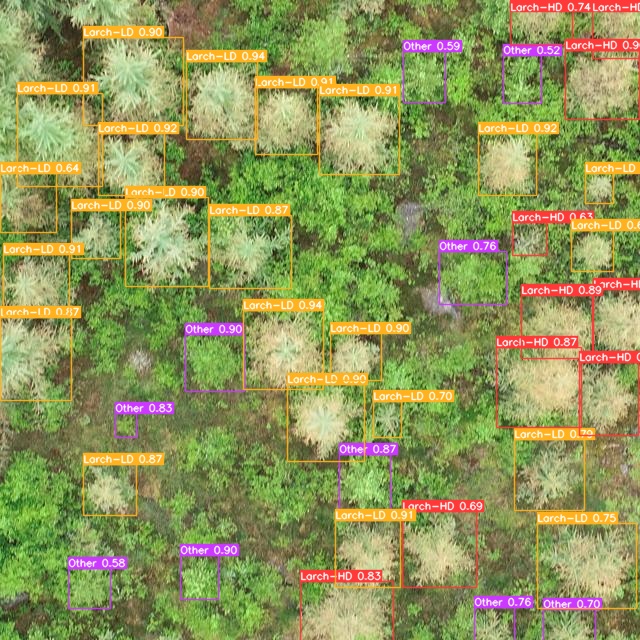 Larch-HD 0.74
Larch-LD 0.90
Other 0.59
Other 0.52
Larch-LD 0.94
Larch-LD 0.91
Larch-LD 0.91
Larch-LD 0.91
Larch-LD 0.92
Larch-LD 0.92
Larch-LD 0.64
Larch-LD
Larch-LD 0.90
Larch-LD 0.90
Larch-LD 0.87
Larch-HD 0.63
Other 0.76
Larch-LD 0.91
Larch-HD 0.89
Larch-LD 0.94
Larch-LD 0.87
Other 0.90
Larch-LD 0.90
Larch-HD 0.87
Larch-LD 0.90
Larch-LD 0.70
Other 0.83
Other 0.87
Larch-LD 0.87
Larch-HD 0.69
Larch-LD 0.91
Larch-LD 0.75
Other 0.58
Other 0.90
Larch-HD 0.83
Other 0.76
Other 0.70